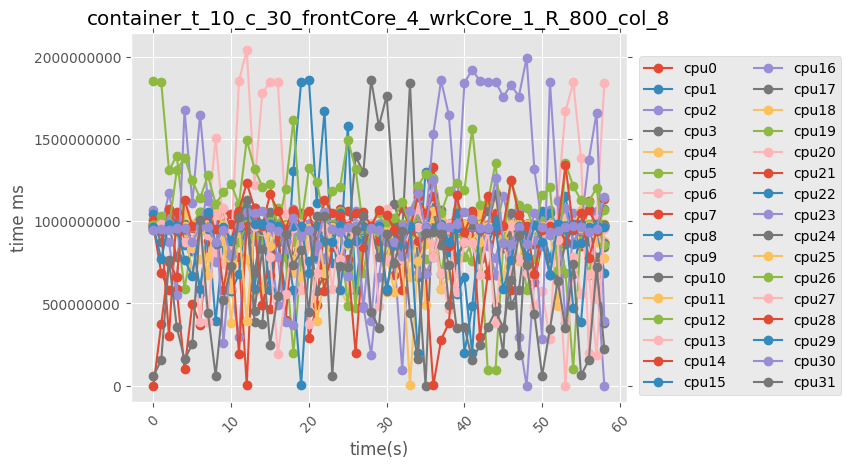 container_t_10_c_30_frontCore_4_wrkCore_1_R_800_col_8
2000000000
1500000000
1000000000
500000000
0
time ms
0
10
20
30
40
50
60
time(s)
cpu0
cpu1
cpu2
cpu3
cpu4
cpu5
cpu6
cpu7
cpu8
cpu9
cpu10
cpu11
cpu12
cpu13
cpu14
cpu15
cpu16
cpu17
cpu18
cpu19
cpu20
cpu21
cpu22
cpu23
cpu24
cpu25
cpu26
cpu27
cpu28
cpu29
cpu30
cpu31